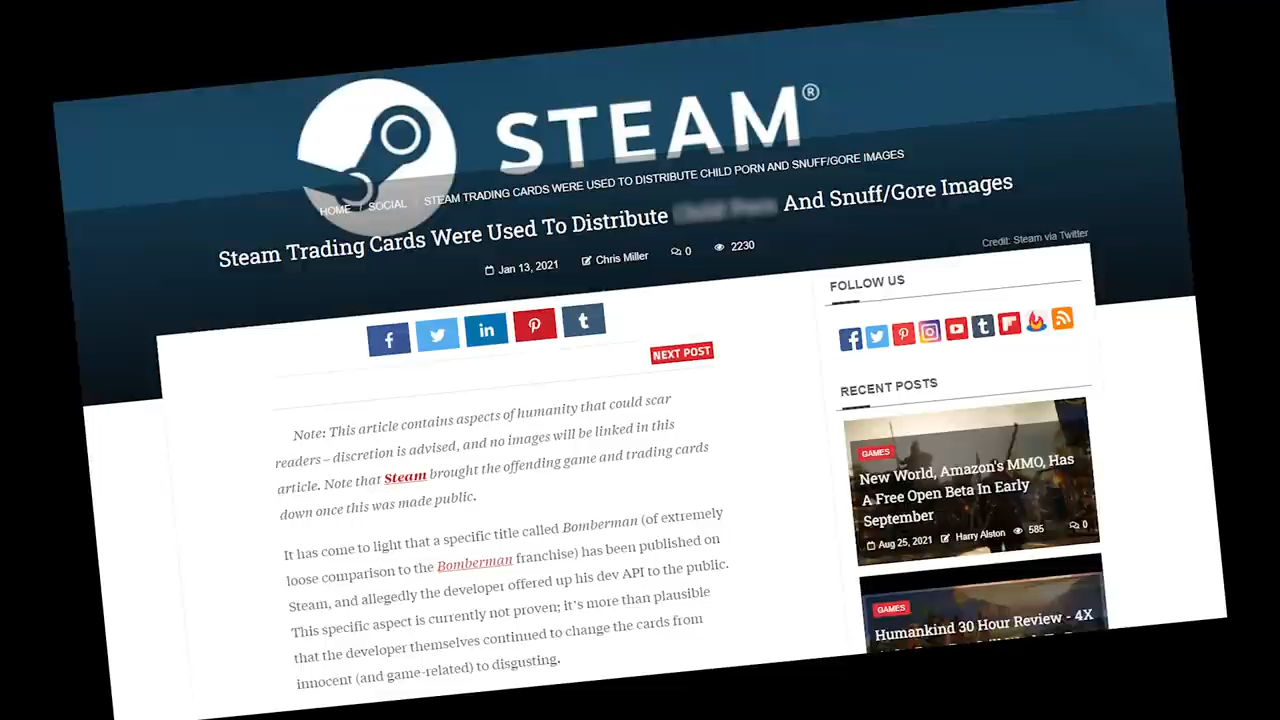 STEAM®
HOME / SOCIAL / STEAM TRADING CARDS WERE USED TO DISTRIBUTE CHILD PORN AND SNUFF/GORE IMAGES
Steam Trading Cards Were Used To Distribute And Snuff/Gore Images
Jan 13, 2021 Chris Miller 0 2230
Credit: Steam via Twitter
NEXT POST
Note: This article contains aspects of humanity that could scar
readers – discretion is advised, and no images will be linked in this
article. Note that Steam brought the offending game and trading cards
down once this was made public.
It has come to light that a specific title called Bomberman (of extremely
loose comparison to the Bomberman franchise) has been published on
Steam, and allegedly the developer offered up his dev API to the public.
This specific aspect is currently not proven; it's more than plausible
that the developer themselves continued to change the cards from
innocent (and game-related) to disgusting.
FOLLOW US
RECENT POSTS
GAMES
New World, Amazon's MMO, Has
A Free Open Beta In Early
September
Aug 25, 2021 Harry Alston 585 0
GAMES
Humankind 30 Hour Review - 4X